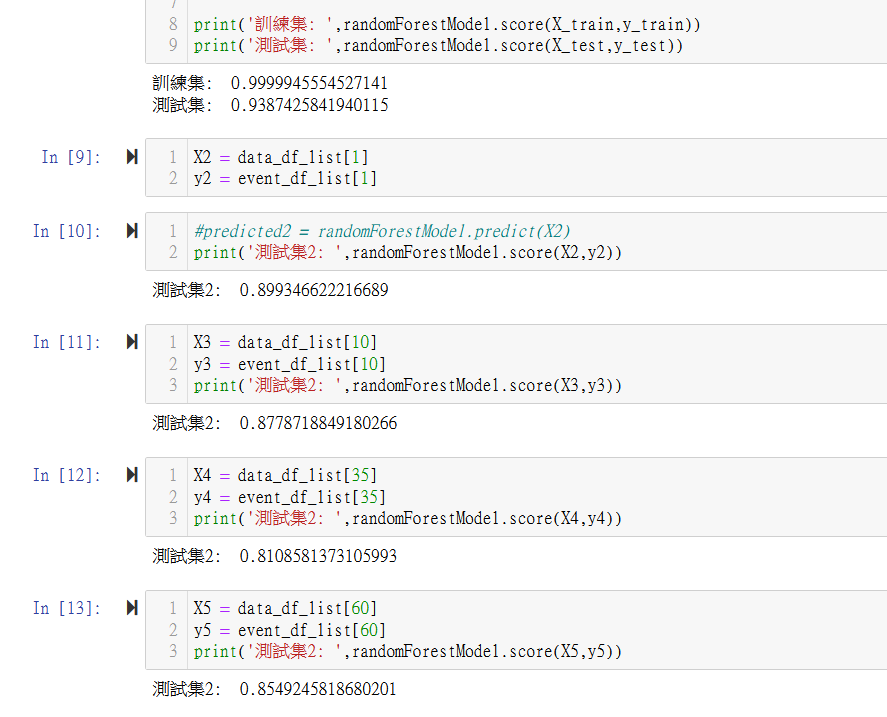 7
8 print('訓練集: ',randomForestModel.score(X_train,y_train))
9 print('測試集: ',randomForestModel.score(X_test,y_test))
訓練集: 0.9999945554527141
測試集: 0.9387425841940115
In [9]: 1 X2 = data_df_list[1]
2 y2 = event_df_list[1]
In [10]: 1 #predicted2 = randomForestModel.predict(X2)
2 print('測試集2: ',randomForestModel.score(X2,y2))
測試集2: 0.899346622216689
In [11]: 1 X3 = data_df_list[10]
2 y3 = event_df_list[10]
3 print('測試集2: ',randomForestModel.score(X3,y3))
測試集2: 0.8778718849180266
In [12]: 1 X4 = data_df_list[35]
2 y4 = event_df_list[35]
3 print('測試集2: ',randomForestModel.score(X4,y4))
測試集2: 0.8108581373105993
In [13]: 1 X5 = data_df_list[60]
2 y5 = event_df_list[60]
3 print('測試集2: ',randomForestModel.score(X5,y5))
測試集2: 0.8549245818680201